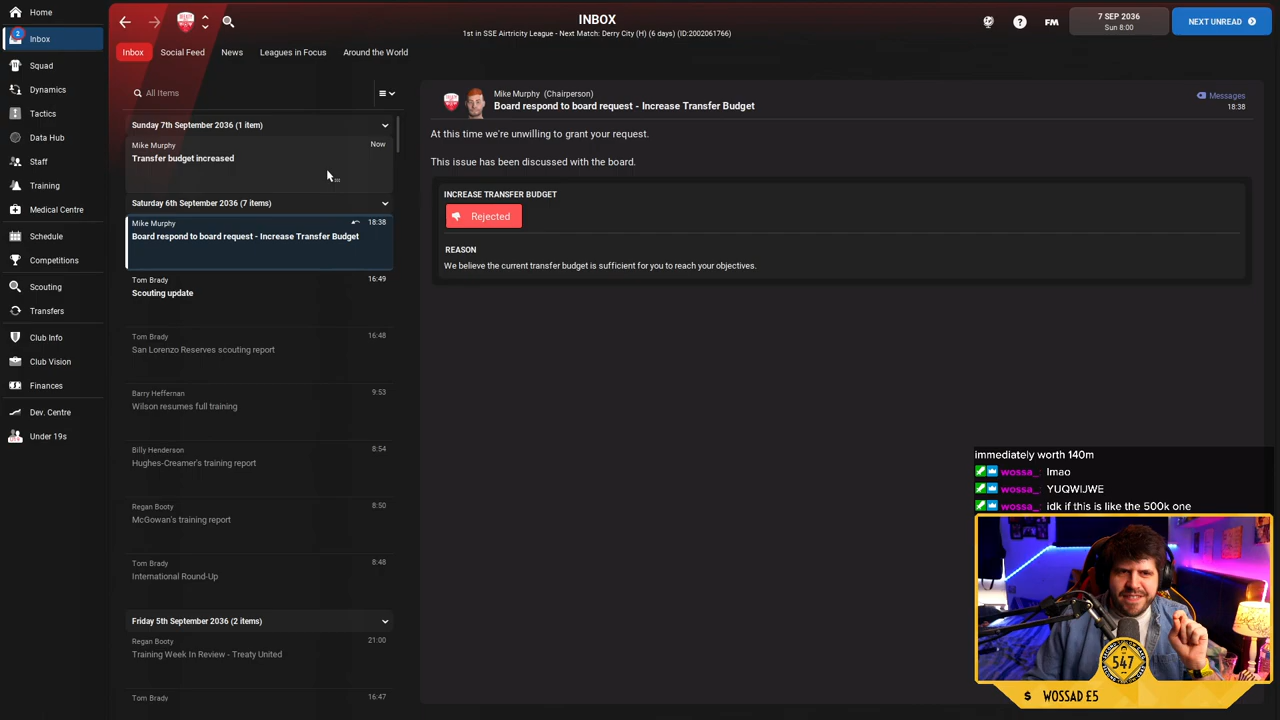 Home
2
Inbox
Squad
Dynamics
Tactics
Data Hub
Staff
Training
Medical Centre
Schedule
Competitions
Scouting
Transfers
Club Info
Club Vision
Finances
Dev. Centre
Under 19s
INBOX
1st in SSE Airtricity League - Next Match: Derry City (H) (6 days) (ID:2002061766)
?
FM
7 SEP 2036
Sun 8:00
NEXT UNREAD
Inbox Social Feed News Leagues in Focus Around the World
All Items
Sunday 7th September 2036 (1 item)
Mike Murphy Now
Transfer budget increased
Saturday 6th September 2036 (7 items)
Mike Murphy 18:38
Board respond to board request - Increase Transfer Budget
Tom Brady 16:49
Scouting update
Tom Brady 16:48
San Lorenzo Reserves scouting report
Barry Heffernan 9:53
Wilson resumes full training
Billy Henderson 8:54
Hughes-Creamer's training report
Regan Booty 8:50
McGowan's training report
Tom Brady 8:48
International Round-Up
Friday 5th September 2036 (2 items)
Regan Booty 21:00
Training Week In Review - Treaty United
Tom Brady 16:47
Mike Murphy (Chairperson)
Board respond to board request - Increase Transfer Budget
Messages
18:38
At this time we're unwilling to grant your request.
This issue has been discussed with the board.
INCREASE TRANSFER BUDGET
Rejected
REASON
We believe the current transfer budget is sufficient for you to reach your objectives.
immediately worth 140m
wossa_: lmao
wossa_: YUQWIJWE
wossa_: idk if this is like the 500k one
547
$ WOSSAD £5